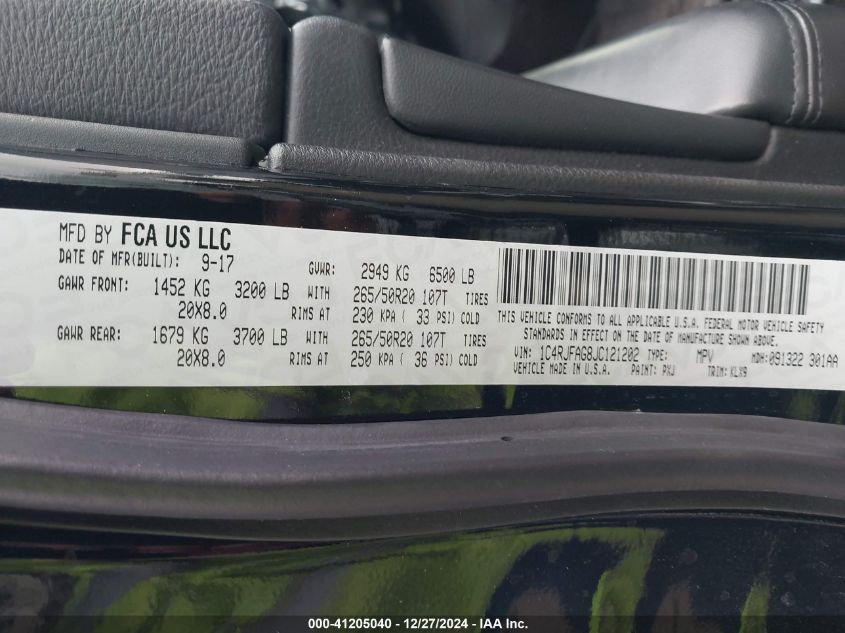 MFD BY FCA US LLC
DATE OF MFR(BUILT): 9-17 GVWR: 2949 KG 6500 LB
GAWR FRONT: 1452 KG 3200 LB WITH 265/50R20 107T TIRES
20X8.0 RIMS AT 230 KPA ( 33 PSI) COLD
GAWR REAR: 1679 KG 3700 LB WITH 265/50R20 107T TIRES
20X8.0 RIMS AT 250 KPA ( 36 PSI) COLD
THIS VEHICLE CONFORMS TO ALL APPLICABLE U.S.A. FEDERAL MOTOR VEHICLE SAFETY
STANDARDS IN EFFECT ON THE DATE OF MANUFACTURE SHOWN ABOVE.
VIN: 1C4RJFAG8JC121202 TYPE: MPV MDH: 091322 301AA
MADE IN U.S.A. PAINT: PXJ TRIM: KLX9
000-41205040 - 12/27/2024 - IAA Inc.